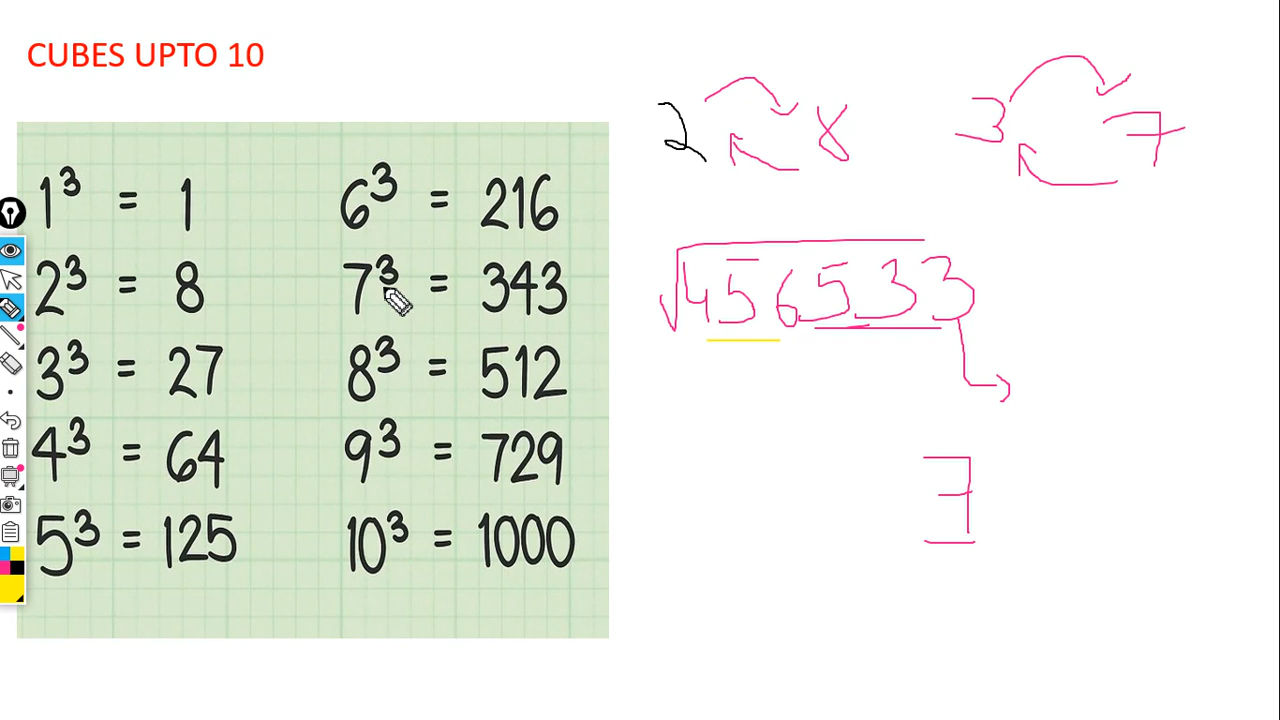 CUBES UPTO 10
1³ = 1
2³ = 8
3³ = 27
4³ = 64
5³ = 125
6³ = 216
7³ = 343
8³ = 512
9³ = 729
10³ = 1000
2 8 3 7
√456533
7